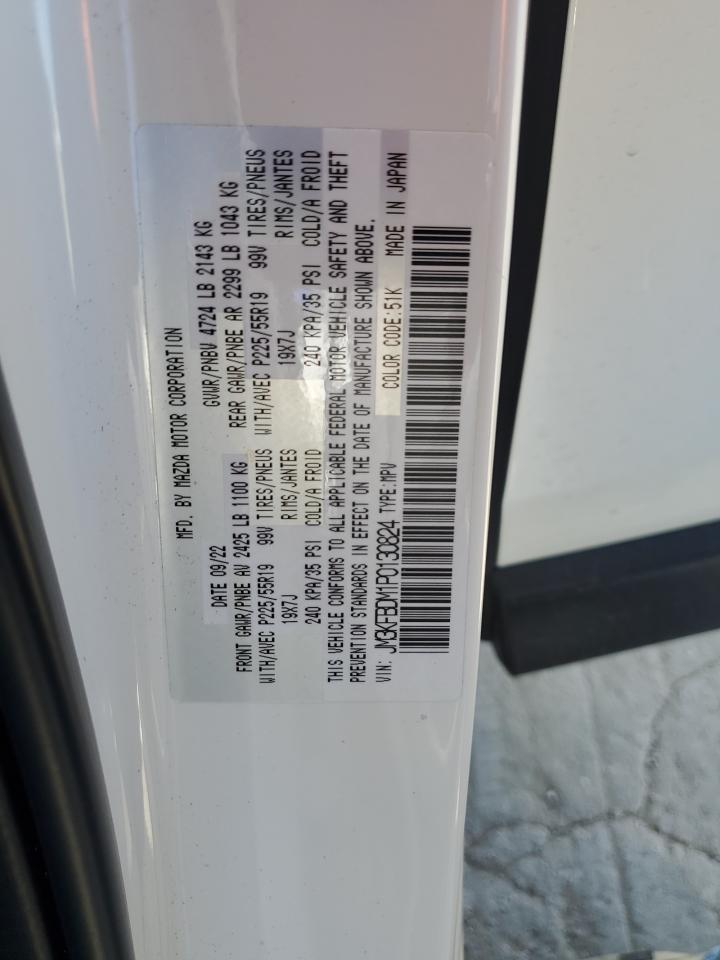 MFD. BY MAZDA MOTOR CORPORATION
DATE 09/22 GVWR/PNBV 4724 LB 2143 KG
FRONT GAWR/PNBE AV 2425 LB 1100 KG REAR GAWR/PNBE AR 2299 LB 1043 KG
WITH/AVEC P225/55R19 99V TIRES/PNEUS WITH/AVEC P225/55R19 99V TIRES/PNEUS
19X7J RIMS/JANTES 19X7J RIMS/JANTES
240 KPA/35 PSI COLD/A FROID 240 KPA/35 PSI COLD/A FROID
THIS VEHICLE CONFORMS TO ALL APPLICABLE FEDERAL MOTOR VEHICLE SAFETY AND THEFT
PREVENTION STANDARDS IN EFFECT ON THE DATE OF MANUFACTURE SHOWN ABOVE.
VIN: JM3KFBDM1P0130824 TYPE:MPV COLOR CODE:51K MADE IN JAPAN